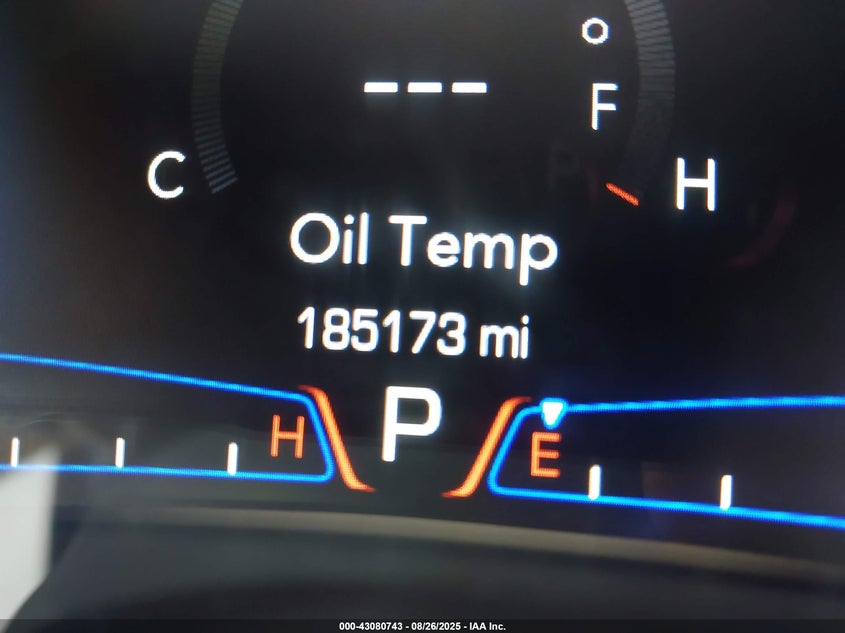 ---
°
F
C
H
Oil Temp
185173 mi
P
H
E
000-43080743 - 08/26/2025 - IAA Inc.